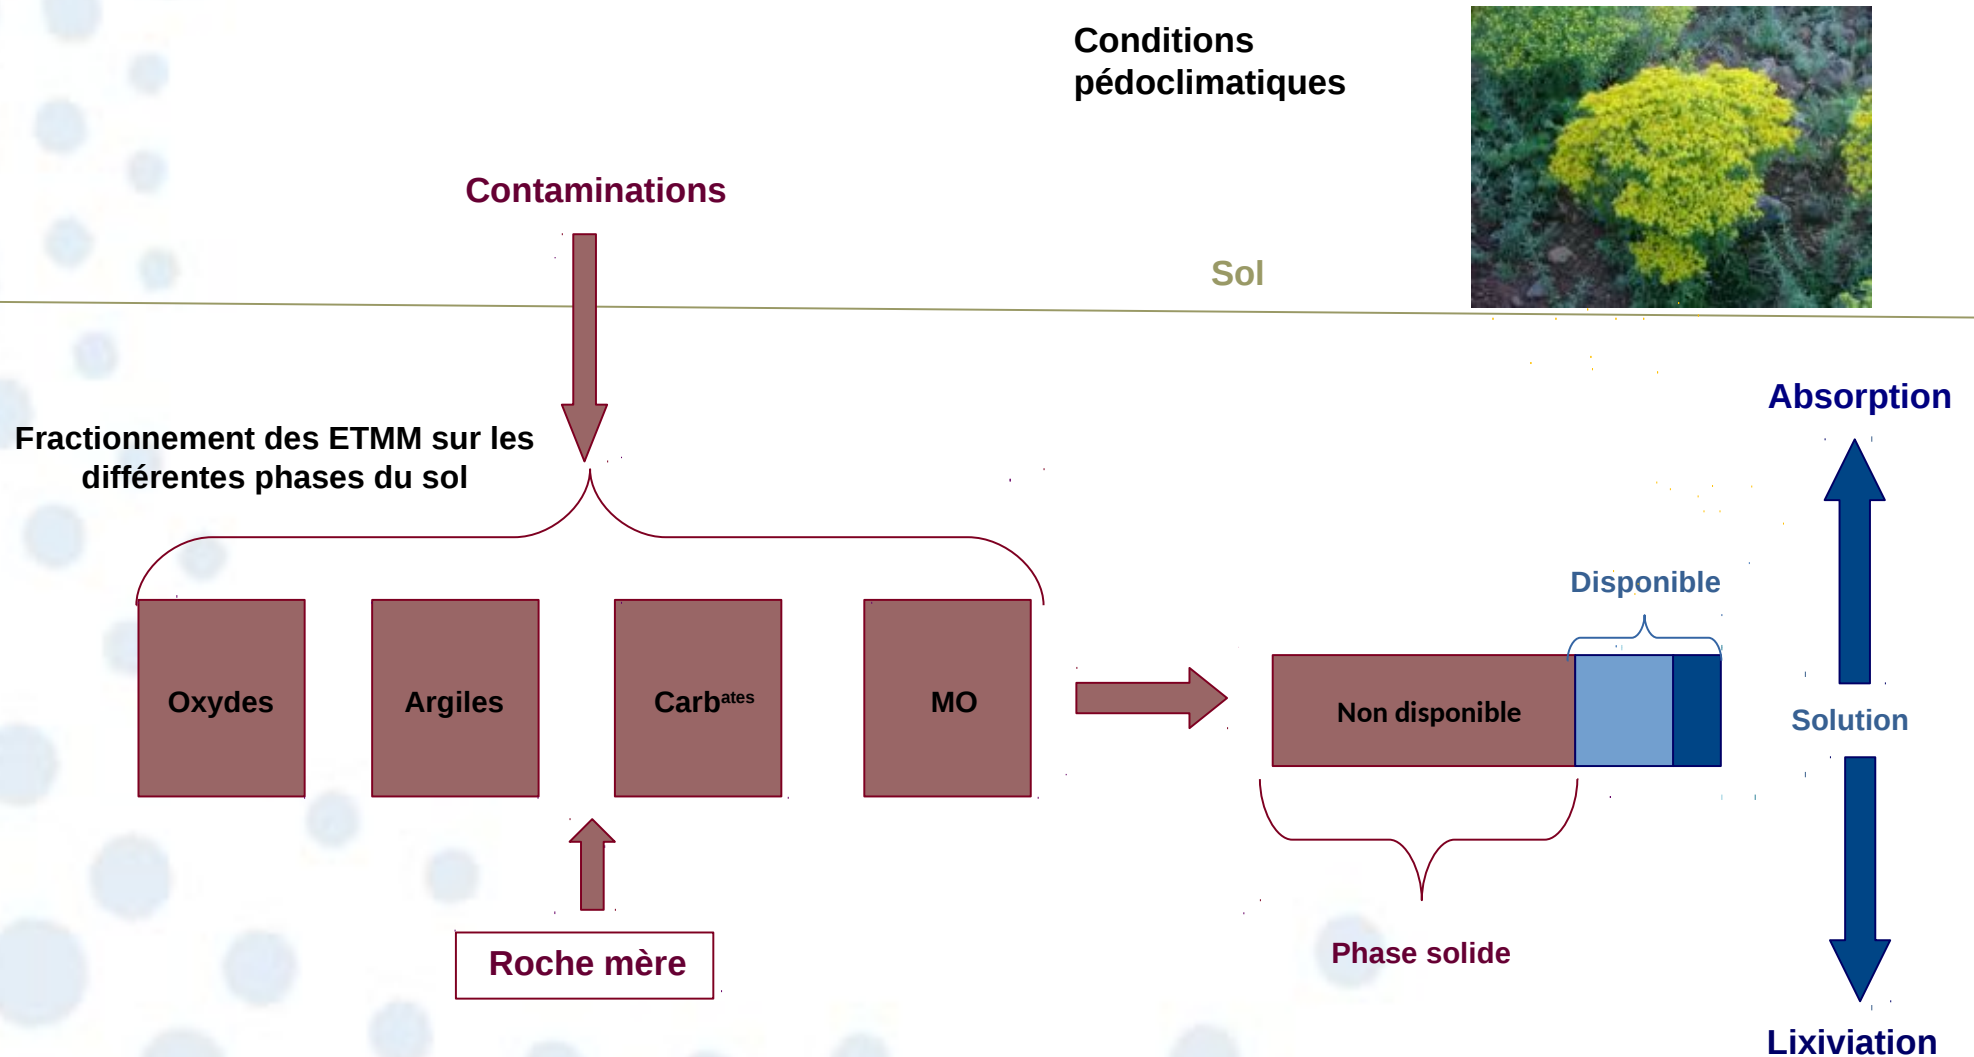 Conditions
pédoclimatiques
Contaminations
Sol
Absorption
Fractionnement des ETMM sur les
différentes phases du sol
Disponible
Oxydes
Argiles
Carbates
MO
Non disponible
Solution
Roche mère
Phase solide
Lixiviation